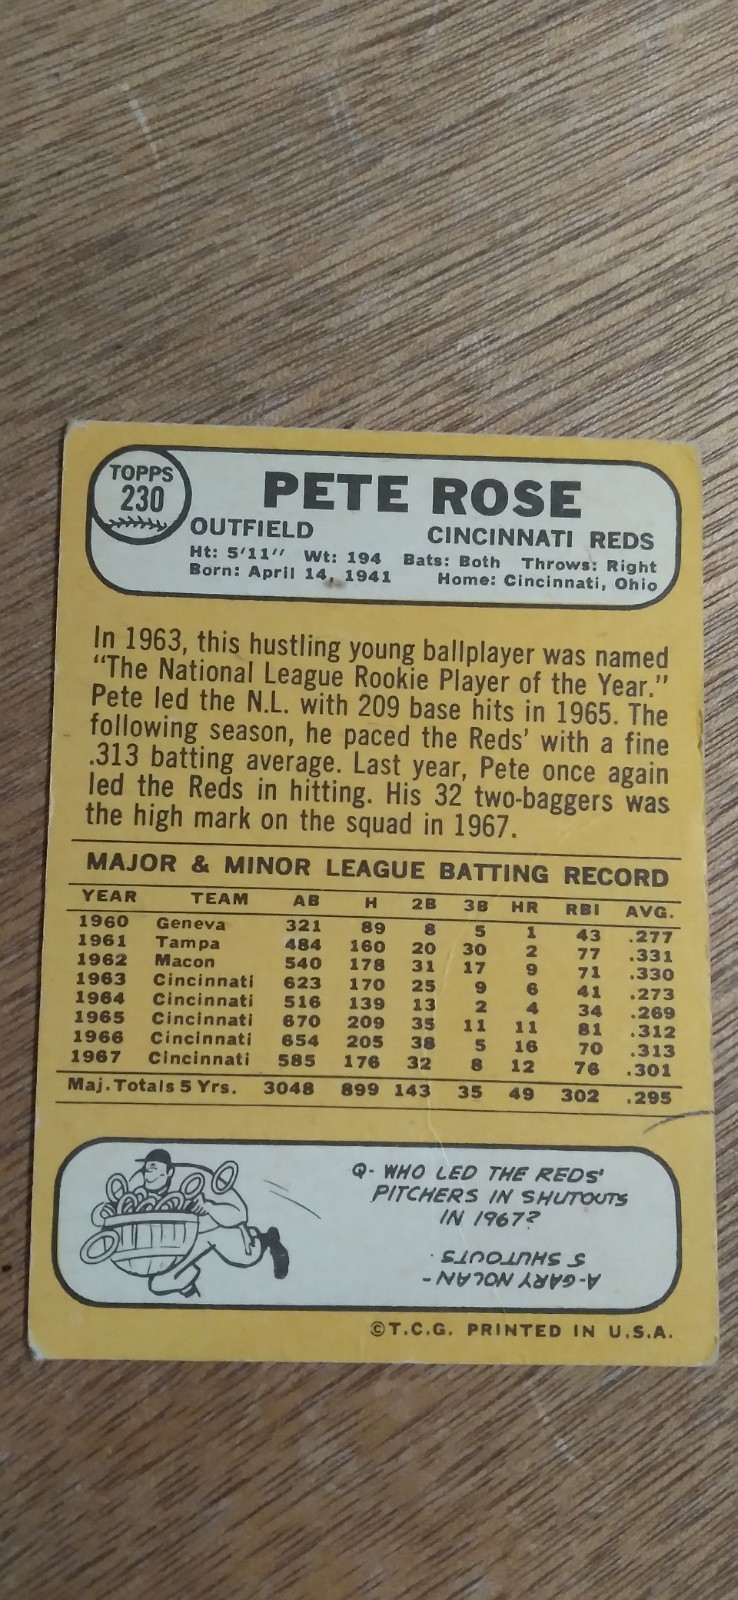 TOPPS
230
PETE ROSE
OUTFIELD CINCINNATI REDS
Ht: 5'11" Wt: 194 Bats: Both Throws: Right
Born: April 14, 1941 Home: Cincinnati, Ohio
In 1963, this hustling young ballplayer was named
"The National League Rookie Player of the Year."
Pete led the N.L. with 209 base hits in 1965. The
following season, he paced the Reds' with a fine
.313 batting average. Last year, Pete once again
led the Reds in hitting. His 32 two-baggers was
the high mark on the squad in 1967.
MAJOR & MINOR LEAGUE BATTING RECORD
YEAR TEAM AB H 2B 3B HR RBI AVG.
1960 Geneva 321 89 8 5 1 43 .277
1961 Tampa 484 160 20 30 2 77 .331
1962 Macon 540 178 31 17 9 71 .330
1963 Cincinnati 623 170 25 9 6 41 .273
1964 Cincinnati 516 139 13 2 4 34 .269
1965 Cincinnati 670 209 35 11 11 81 .312
1966 Cincinnati 654 205 38 5 16 70 .313
1967 Cincinnati 585 176 32 8 12 76 .301
Maj. Totals 5 Yrs. 3048 899 143 35 49 302 .295
Q- WHO LED THE REDS'
PITCHERS IN SHUTOUTS
IN 1967?
A-GARY NOLAN-
5 SHUTOUTS.
©T.C.G. PRINTED IN U.S.A.